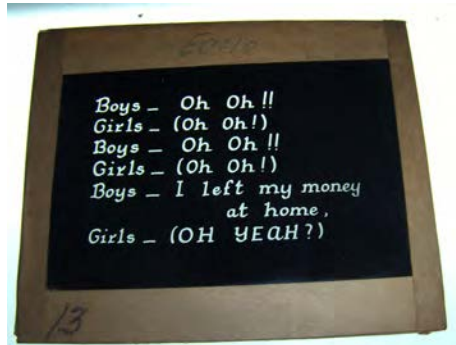 Echo
Boys _ Oh Oh!!
Girls _ (Oh Oh!)
Boys _ Oh Oh!!
Girls _ (Oh Oh!)
Boys _ I left my money
at home,
Girls _ (OH YEAH?)
13